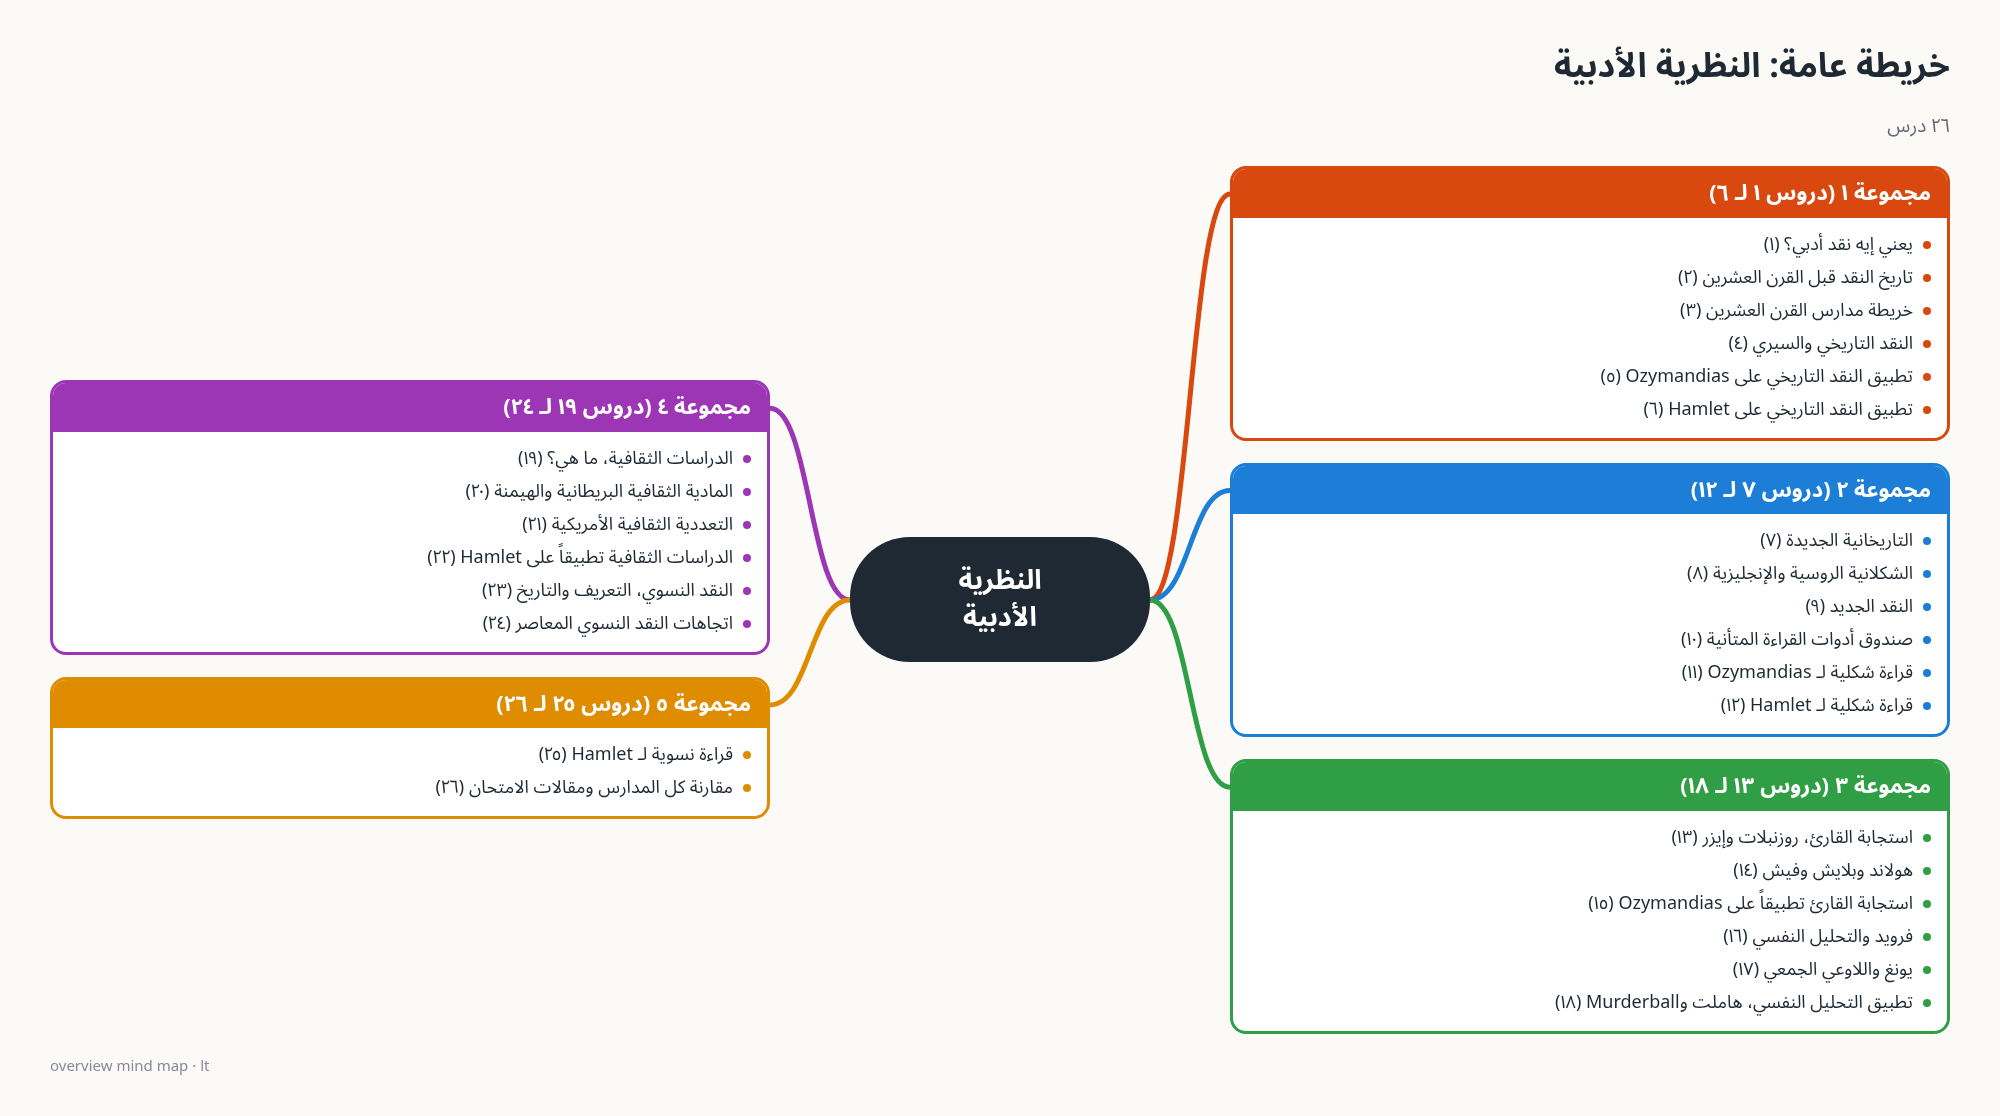 خريطة عامة: النظرية الأدبية
٢٦ درس
مجموعة ١ (دروس ١ لـ ٦)
يعني إيه نقد أدبي؟ (١)
تاريخ النقد قبل القرن العشرين (٢)
خريطة مدارس القرن العشرين (٣)
النقد التاريخي والسيري (٤)
تطبيق النقد التاريخي على Ozymandias (٥)
تطبيق النقد التاريخي على Hamlet (٦)
مجموعة ٢ (دروس ٧ لـ ١٢)
التاريخانية الجديدة (٧)
الشكلانية الروسية والإنجليزية (٨)
النقد الجديد (٩)
صندوق أدوات القراءة المتأنية (١٠)
قراءة شكلية لـ Ozymandias (١١)
قراءة شكلية لـ Hamlet (١٢)
مجموعة ٣ (دروس ١٣ لـ ١٨)
استجابة القارئ، روزنبلات وإيزر (١٣)
هولاند وبلايش وفيش (١٤)
استجابة القارئ تطبيقاً على Ozymandias (١٥)
فرويد والتحليل النفسي (١٦)
يونغ واللاوعي الجمعي (١٧)
تطبيق التحليل النفسي، هاملت وMurderball (١٨)
النظرية
الأدبية
مجموعة ٤ (دروس ١٩ لـ ٢٤)
الدراسات الثقافية، ما هي؟ (١٩)
المادية الثقافية البريطانية والهيمنة (٢٠)
التعددية الثقافية الأمريكية (٢١)
الدراسات الثقافية تطبيقاً على Hamlet (٢٢)
النقد النسوي، التعريف والتاريخ (٢٣)
اتجاهات النقد النسوي المعاصر (٢٤)
مجموعة ٥ (دروس ٢٥ لـ ٢٦)
قراءة نسوية لـ Hamlet (٢٥)
مقارنة كل المدارس ومقالات الامتحان (٢٦)
overview mind map · lt